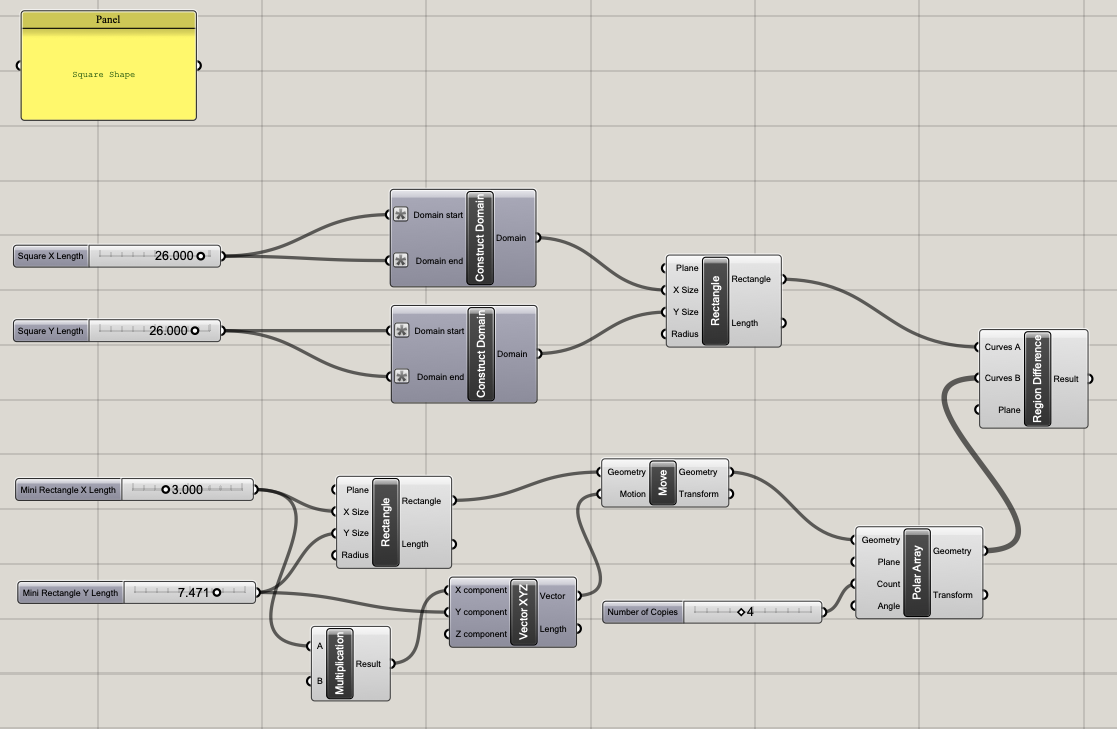 Panel
Square Shape
Square X Length
26.000
Domain start
Domain end
Construct Domain
Domain
Square Y Length
26.000
Domain start
Domain end
Construct Domain
Domain
Plane
X Size
Y Size
Radius
Rectangle
Rectangle
Length
Curves A
Curves B
Plane
Region Difference
Result
Mini Rectangle X Length
3.000
Plane
X Size
Y Size
Radius
Rectangle
Rectangle
Length
Geometry
Motion
Move
Geometry
Transform
Mini Rectangle Y Length
7.471
A
B
Multiplication
Result
X component
Y component
Z component
Vector XYZ
Vector
Length
Number of Copies
4
Geometry
Plane
Count
Angle
Polar Array
Geometry
Transform